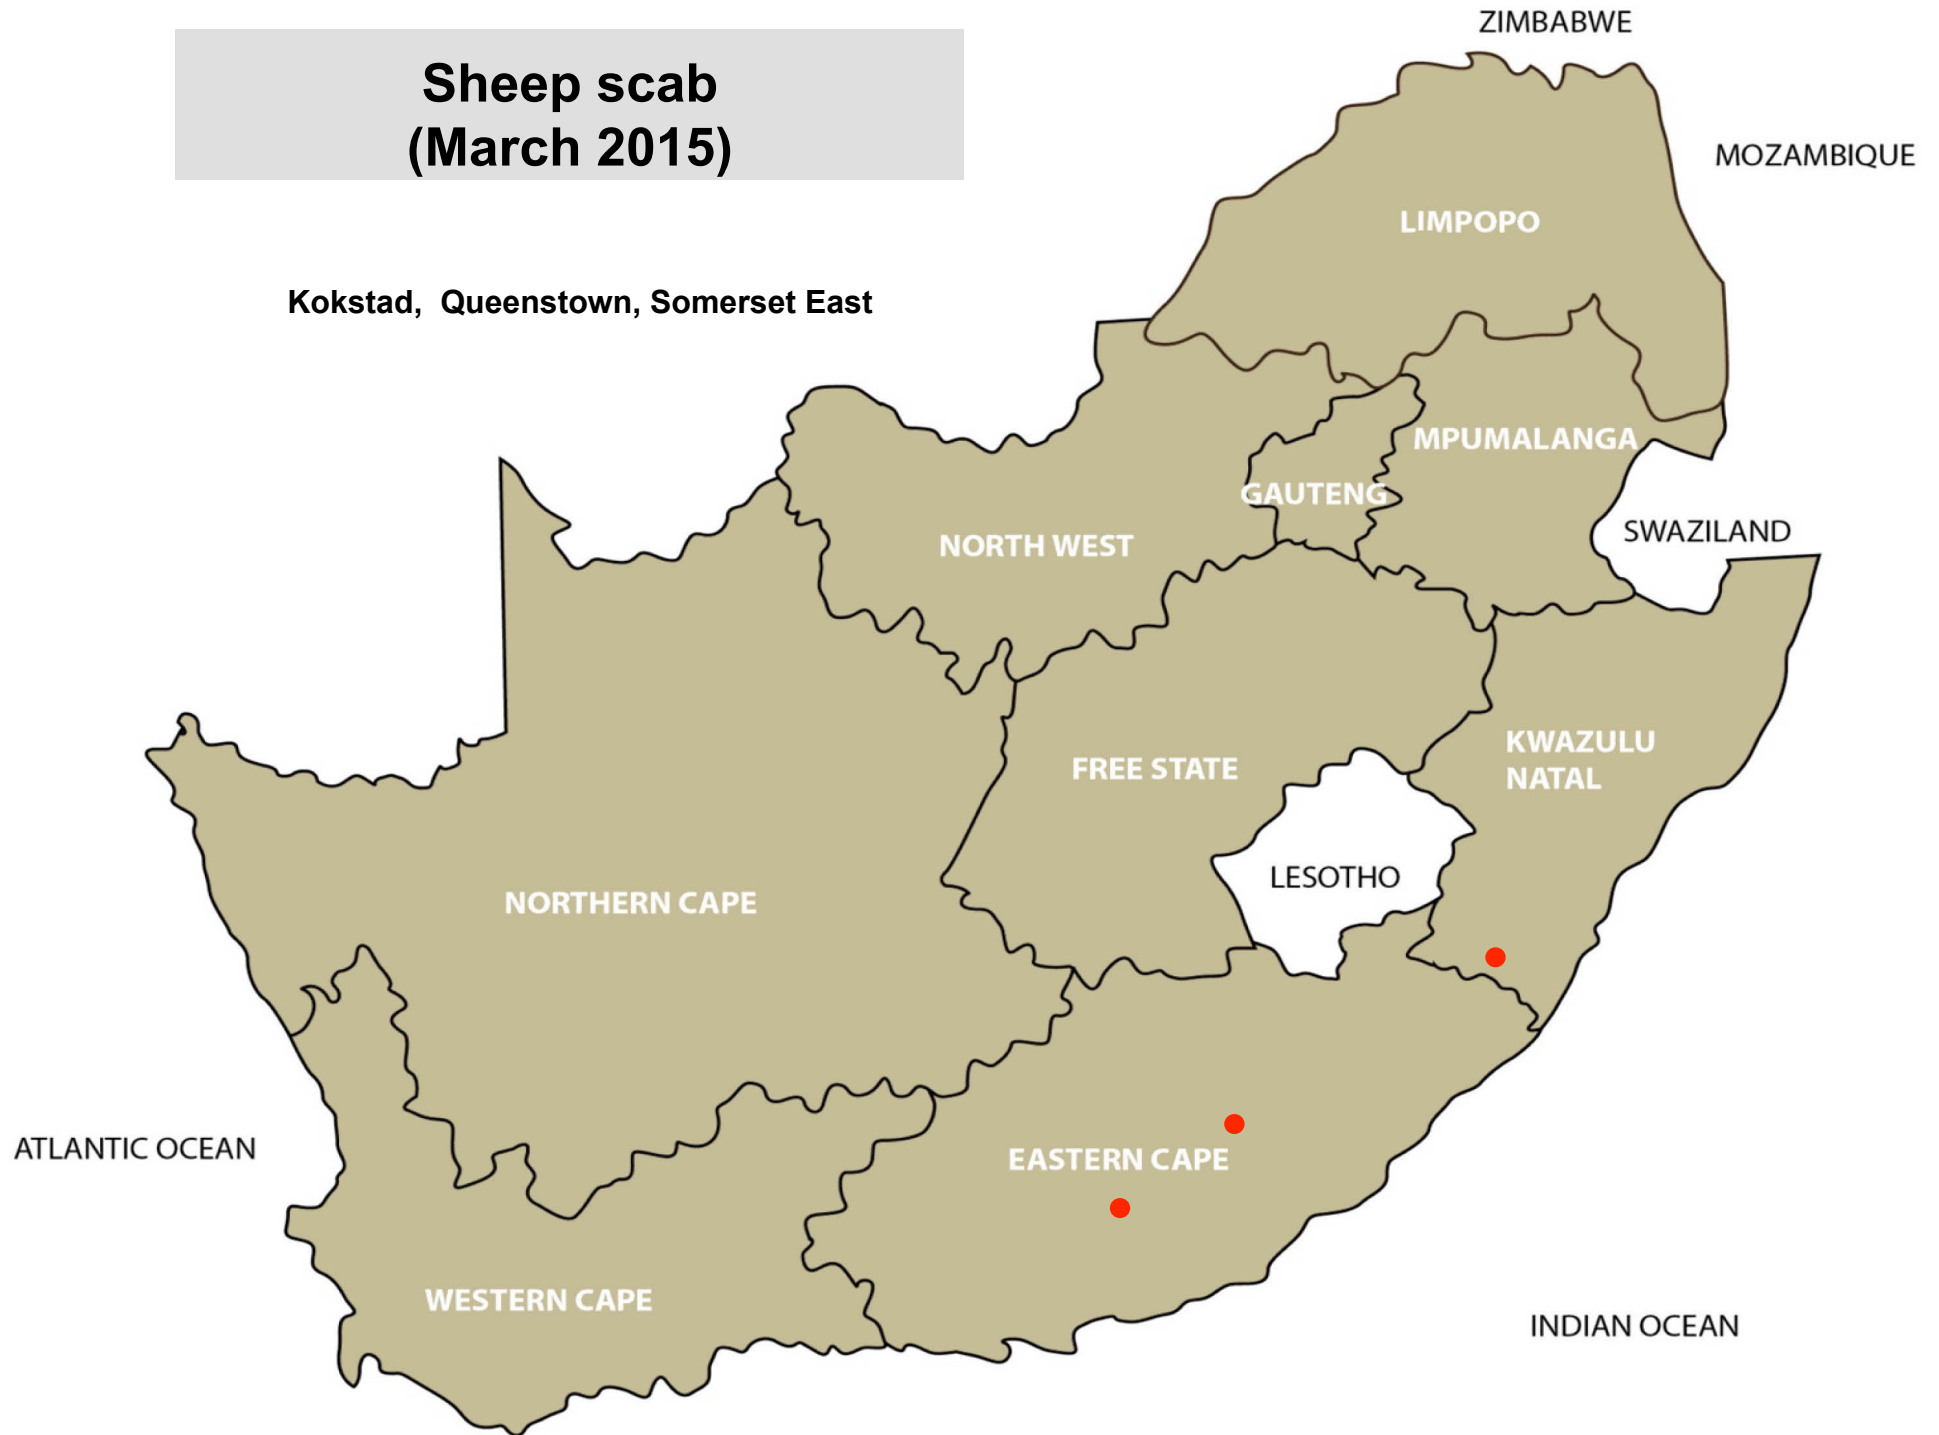 Sheep scab
(March 2015)
Kokstad,  Queenstown, Somerset East
ZIMBABWE
MOZAMBIQUE
LIMPOPO
MPUMALANGA
GAUTENG
SWAZILAND
NORTH WEST
KWAZULU
NATAL
FREE STATE
LESOTHO
NORTHERN CAPE
ATLANTIC OCEAN
EASTERN CAPE
WESTERN CAPE
INDIAN OCEAN